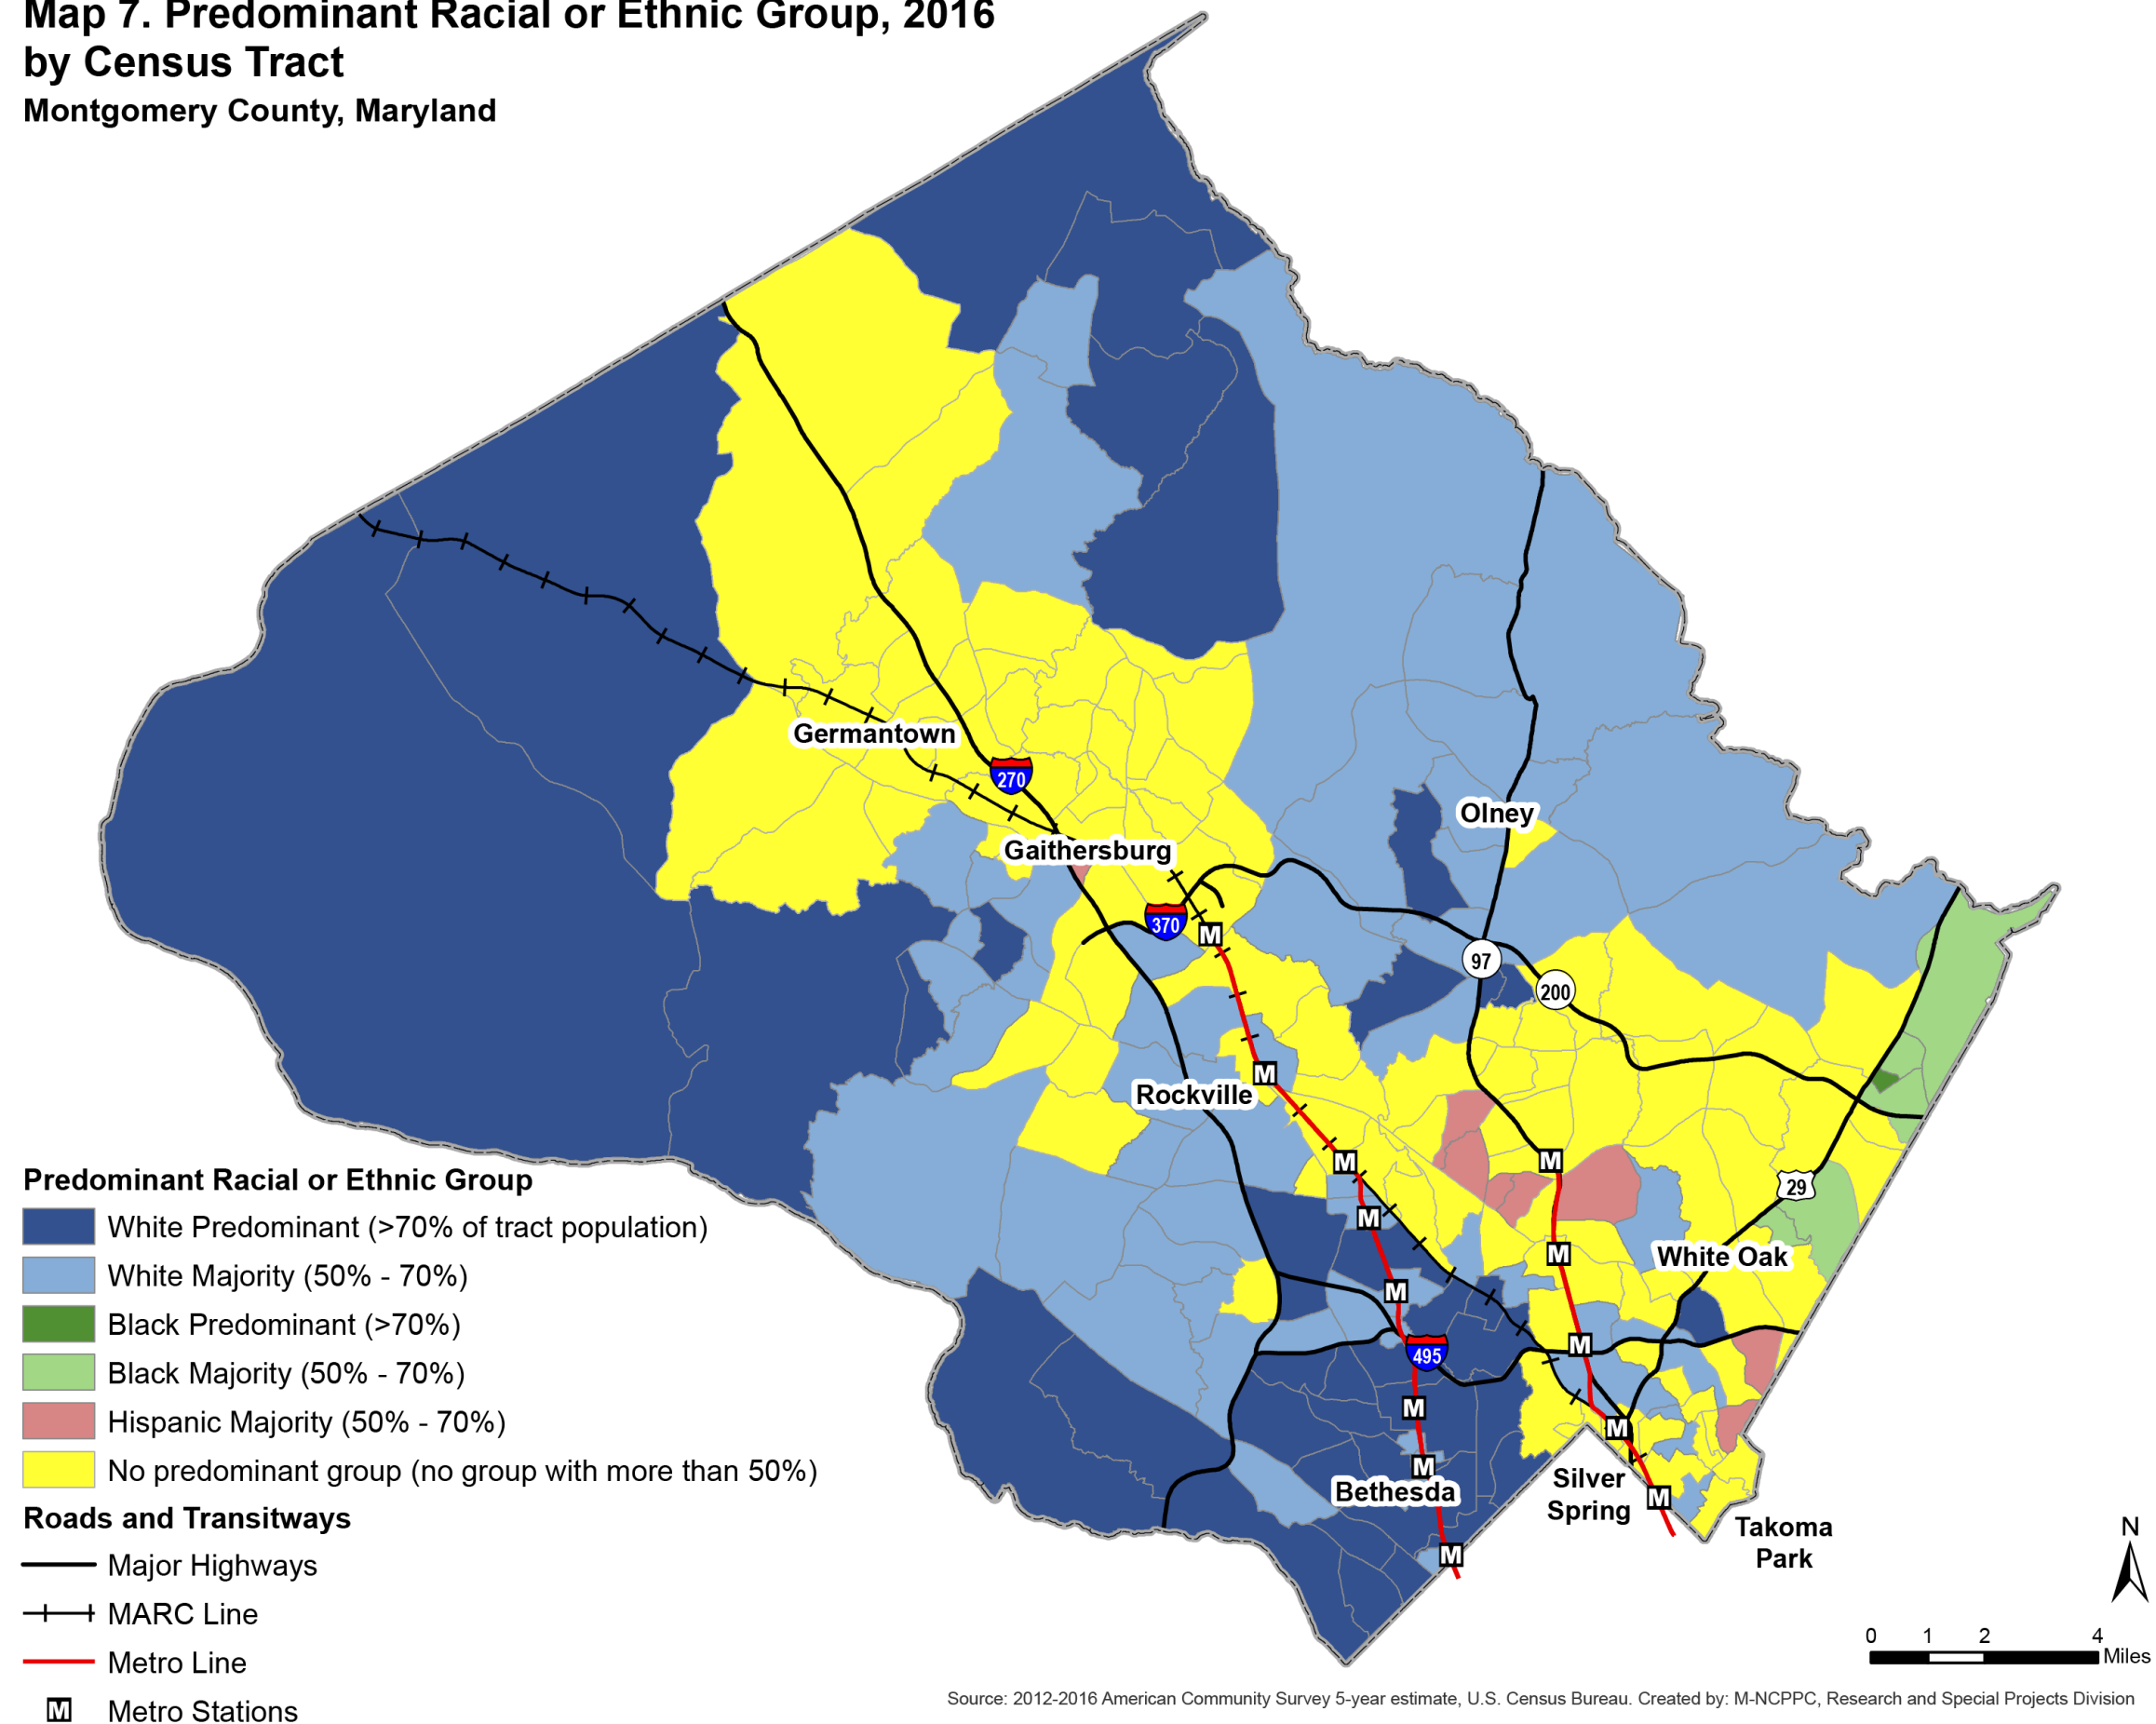 Map 7. Predominant Racial or Ethnic Group, 2016
by Census Tract
Montgomery County, Maryland
Germantown
270
Olney
Gaithersburg
370
M
97
200
M
Rockville
M
M
29
M
M
White Oak
M
M
495
M
M
M
Bethesda
Silver
Spring
M
Takoma
Park
M
Predominant Racial or Ethnic Group
White Predominant (>70% of tract population)
White Majority (50% - 70%)
Black Predominant (>70%)
Black Majority (50% - 70%)
Hispanic Majority (50% - 70%)
No predominant group (no group with more than 50%)
Roads and Transitways
Major Highways
MARC Line
Metro Line
M Metro Stations
N
0 1 2 4
Miles
Source: 2012-2016 American Community Survey 5-year estimate, U.S. Census Bureau. Created by: M-NCPPC, Research and Special Projects Division